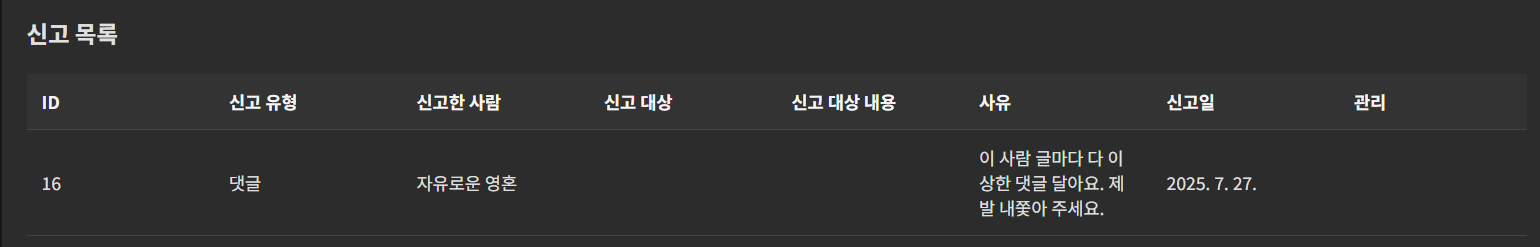 신고 목록
ID 신고 유형 신고한 사람 신고 대상 신고 대상 내용 사유 신고일 관리
16 댓글 자유로운 영혼 이 사람 글마다 다 이
상한 댓글 달아요. 제
발 내쫓아 주세요. 2025. 7. 27.